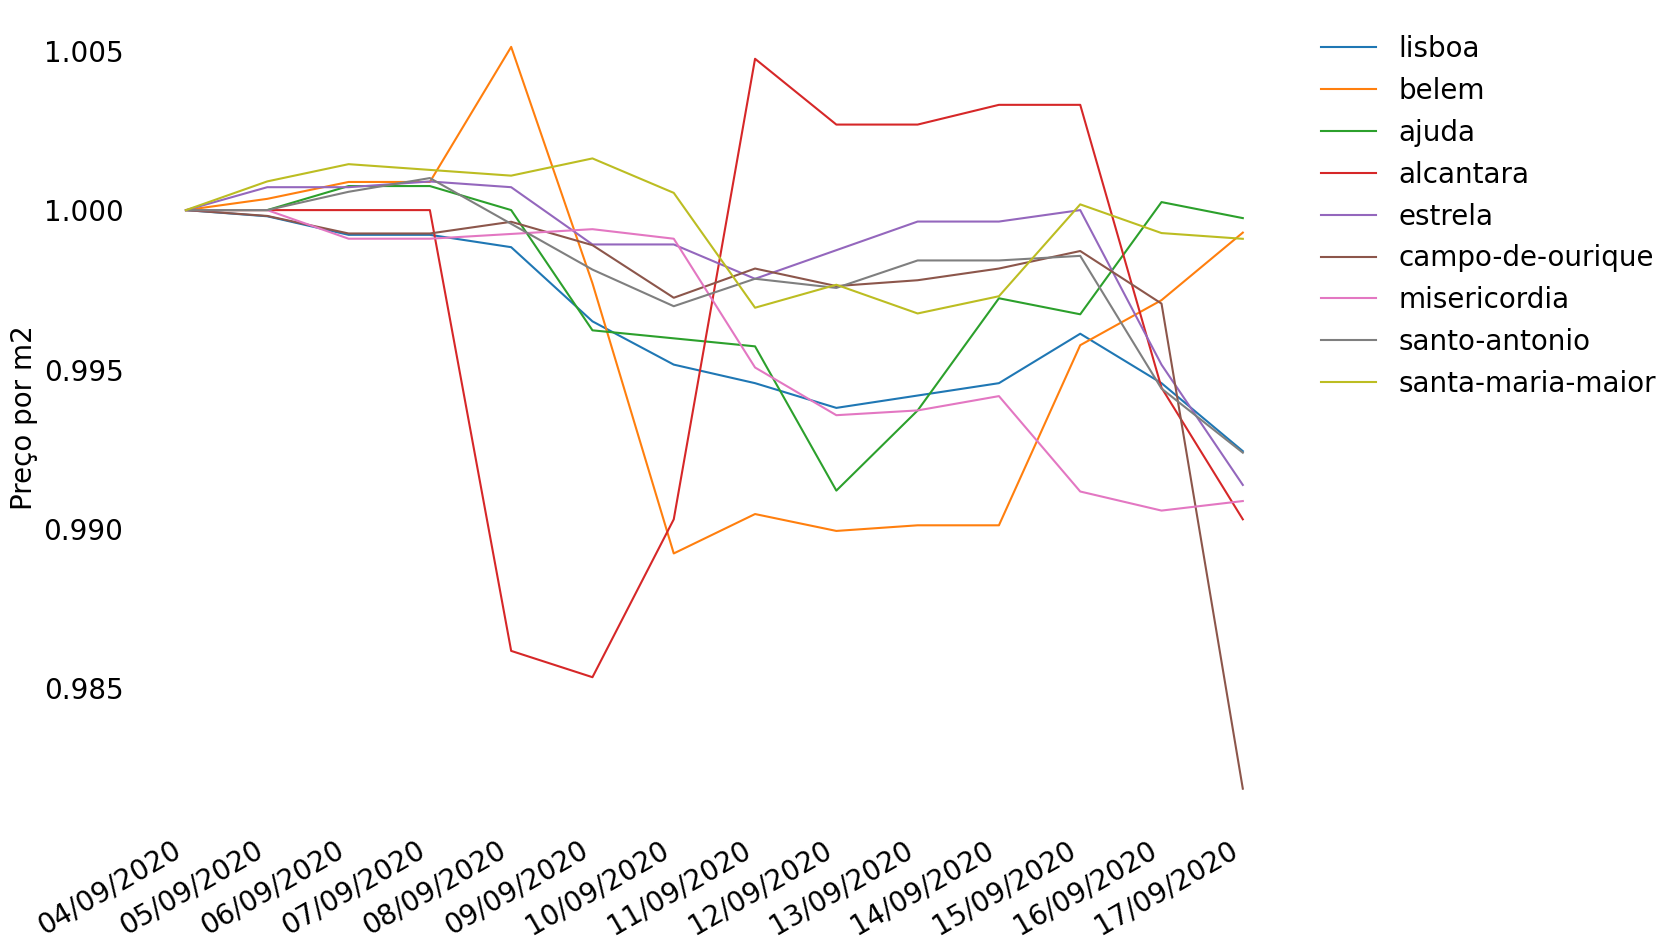 1.005
1.000
0.995
0.990
0.985
Preço por m2
04/09/2020
05/09/2020
06/09/2020
07/09/2020
08/09/2020
09/09/2020
10/09/2020
11/09/2020
12/09/2020
13/09/2020
14/09/2020
15/09/2020
16/09/2020
17/09/2020
lisboa
belem
ajuda
alcantara
estrela
campo-de-ourique
misericordia
santo-antonio
santa-maria-maior